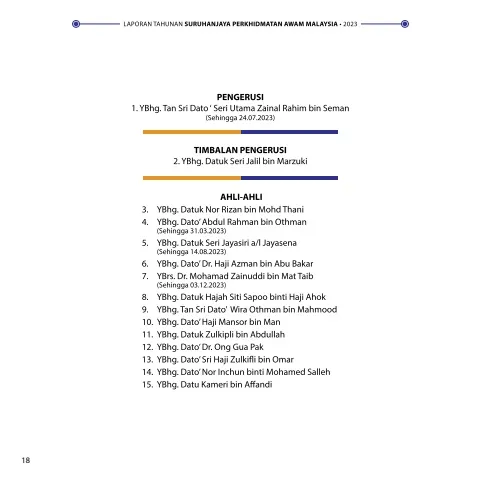 LAPORAN TAHUNAN SURUHANJAYA PERKHIDMATAN AWAM MALAYSIA • 2023
PENGERUSI
1. YBhg. Tan Sri Dato' Seri Utama Zainal Rahim bin Seman
(Sehingga 24.07.2023)
TIMBALAN PENGERUSI
2. YBhg. Datuk Seri Jalil bin Marzuki
AHLI-AHLI
3. YBhg. Datuk Nor Rizan bin Mohd Thani
4. YBhg. Dato' Abdul Rahman bin Othman
(Sehingga 31.03.2023)
5. YBhg. Datuk Seri Jayasiri a/l Jayasena
(Sehingga 14.08.2023)
6. YBhg. Dato' Dr. Haji Azman bin Abu Bakar
7. YBrs. Dr. Mohamad Zainuddi bin Mat Taib
(Sehingga 03.12.2023)
8. YBhg. Datuk Hajah Siti Sapoo binti Haji Ahok
9. YBhg. Tan Sri Dato' Wira Othman bin Mahmood
10. YBhg. Dato' Haji Mansor bin Man
11. YBhg. Datuk Zulkipli bin Abdullah
12. YBhg. Dato' Dr. Ong Gua Pak
13. YBhg. Dato' Sri Haji Zulkifli bin Omar
14. YBhg. Dato' Nor Inchun binti Mohamed Salleh
15. YBhg. Datu Kameri bin Affandi
18